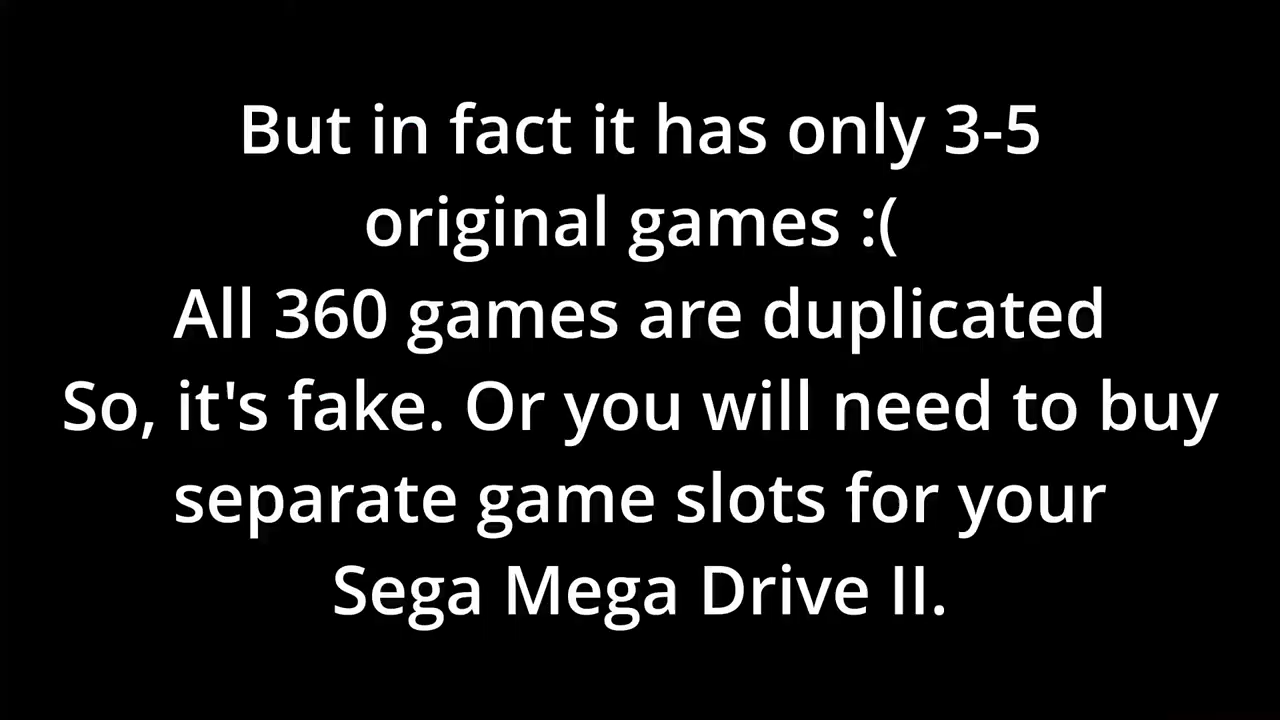 But in fact it has only 3-5
original games :(
All 360 games are duplicated
So, it's fake. Or you will need to buy
separate game slots for your
Sega Mega Drive II.